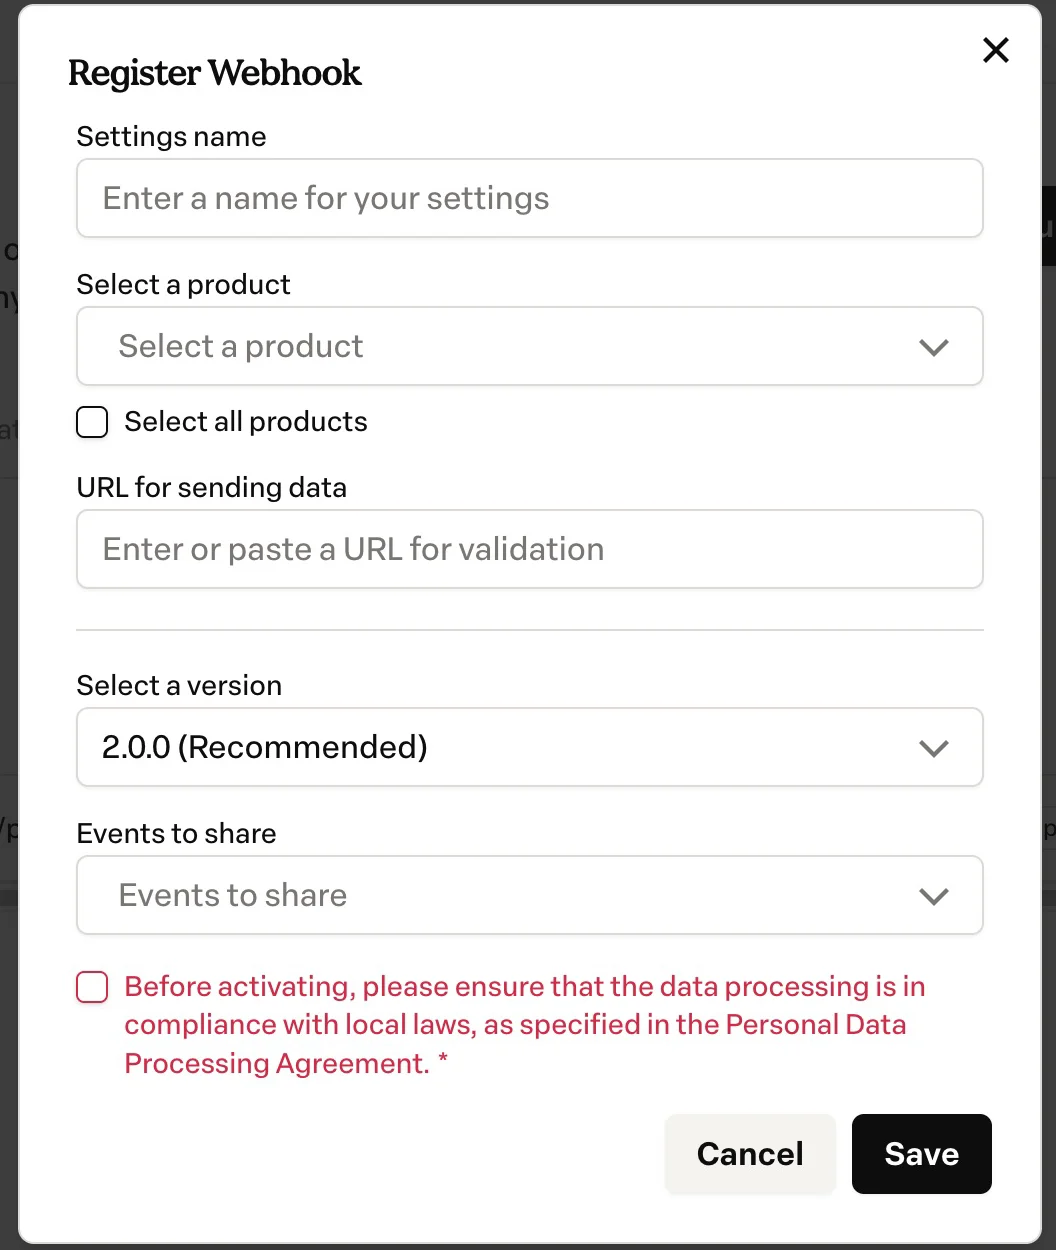 Register Webhook
Settings name
Enter a name for your settings
Select a product
Select a product
Select all products
URL for sending data
Enter or paste a URL for validation
Select a version
2.0.0 (Recommended)
Events to share
Events to share
Before activating, please ensure that the data processing is in
compliance with local laws, as specified in the Personal Data
Processing Agreement. *
Cancel
Save